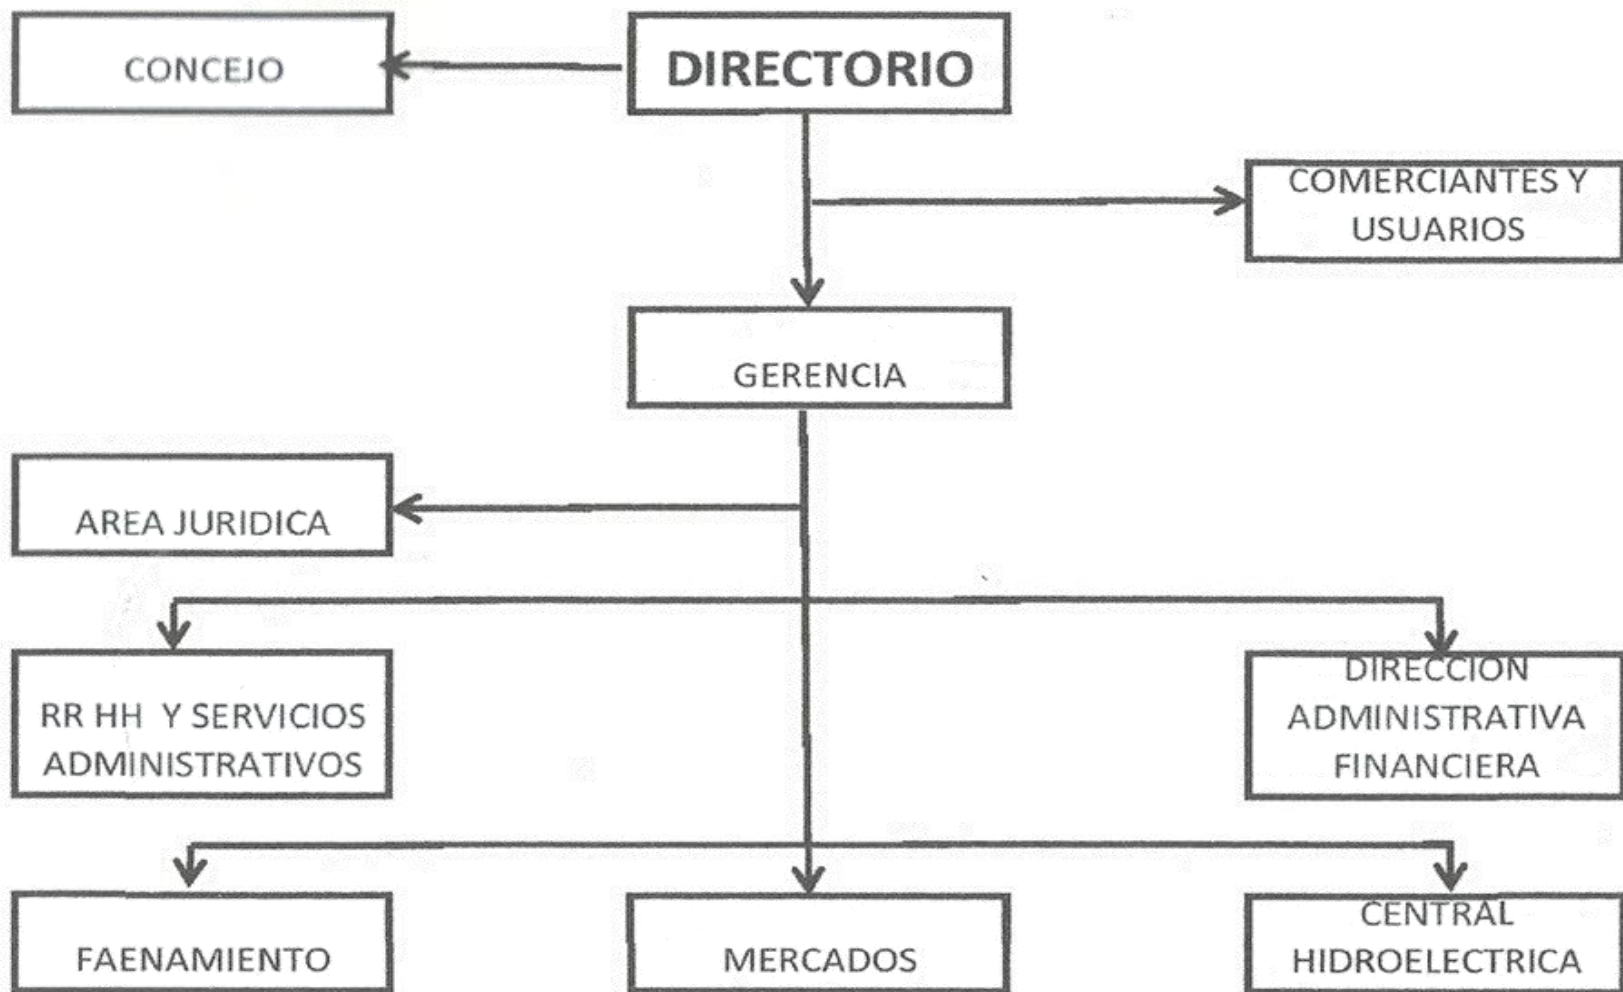 CONCEJO
DIRECTORIO
COMERCIANTES Y
USUARIOS
GERENCIA
AREA JURIDICA
RR HH Y SERVICIOS
ADMINISTRATIVOS
DIRECCION
ADMINISTRATIVA
FINANCIERA
FAENAMIENTO
MERCADOS
CENTRAL
HIDROELECTRICA